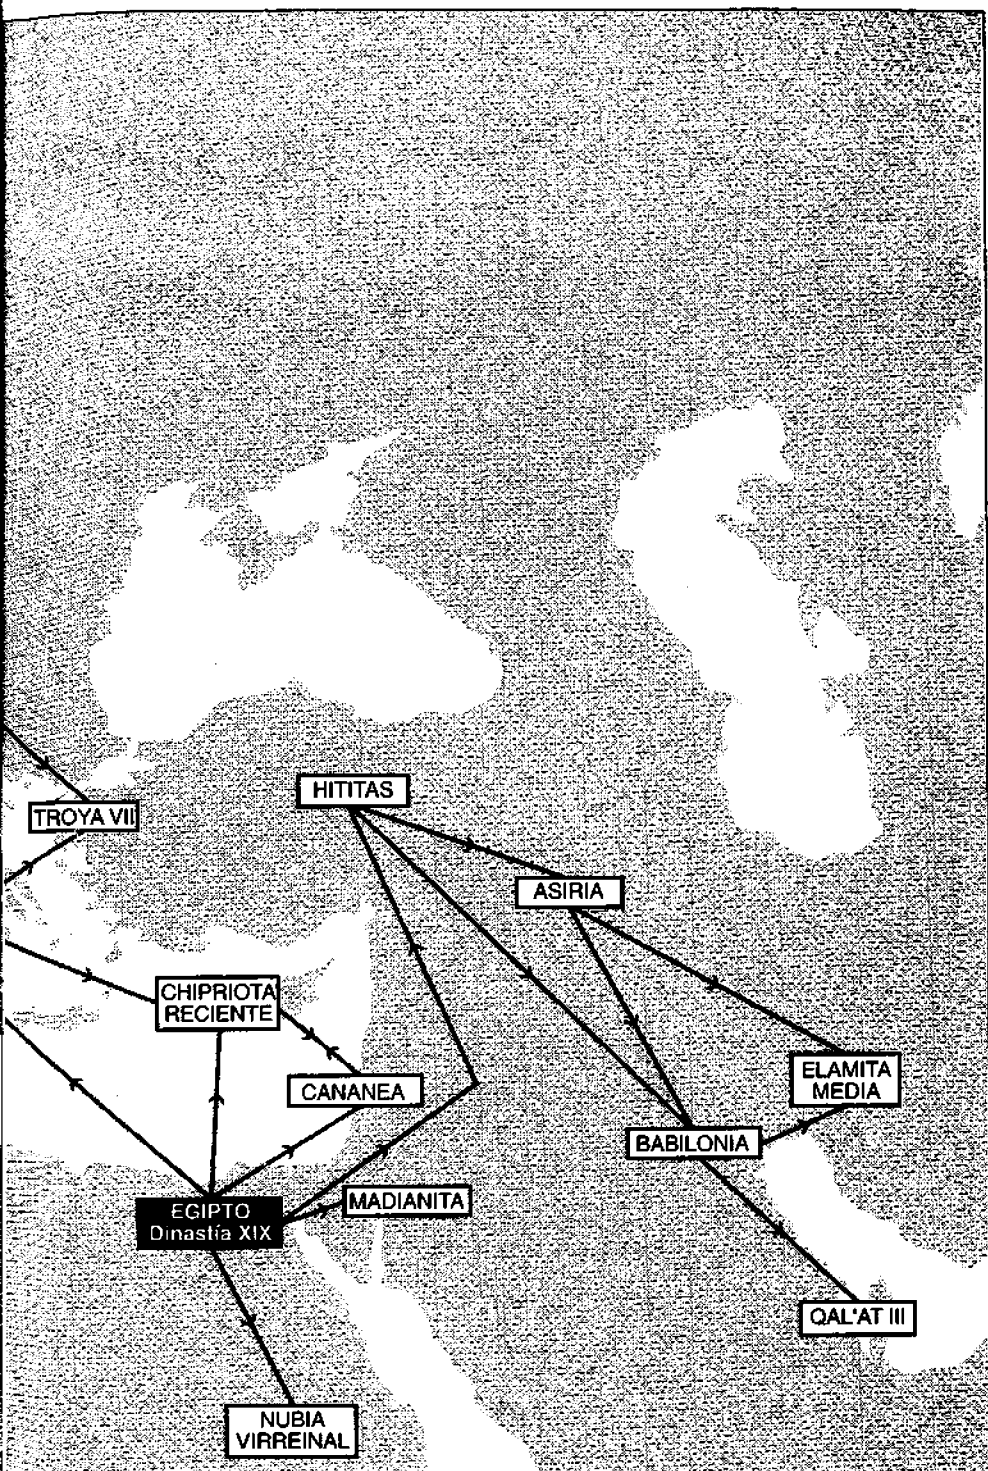 HITITAS
TROYA VII
ASIRIA
CHIPRIOTA
RECIENTE
ELAMITA
MEDIA
CANANEA
BABILONIA
MADIANITA
EGIPTO
Dinastía XIX
QAL'AT III
NUBIA
VIRREINAL